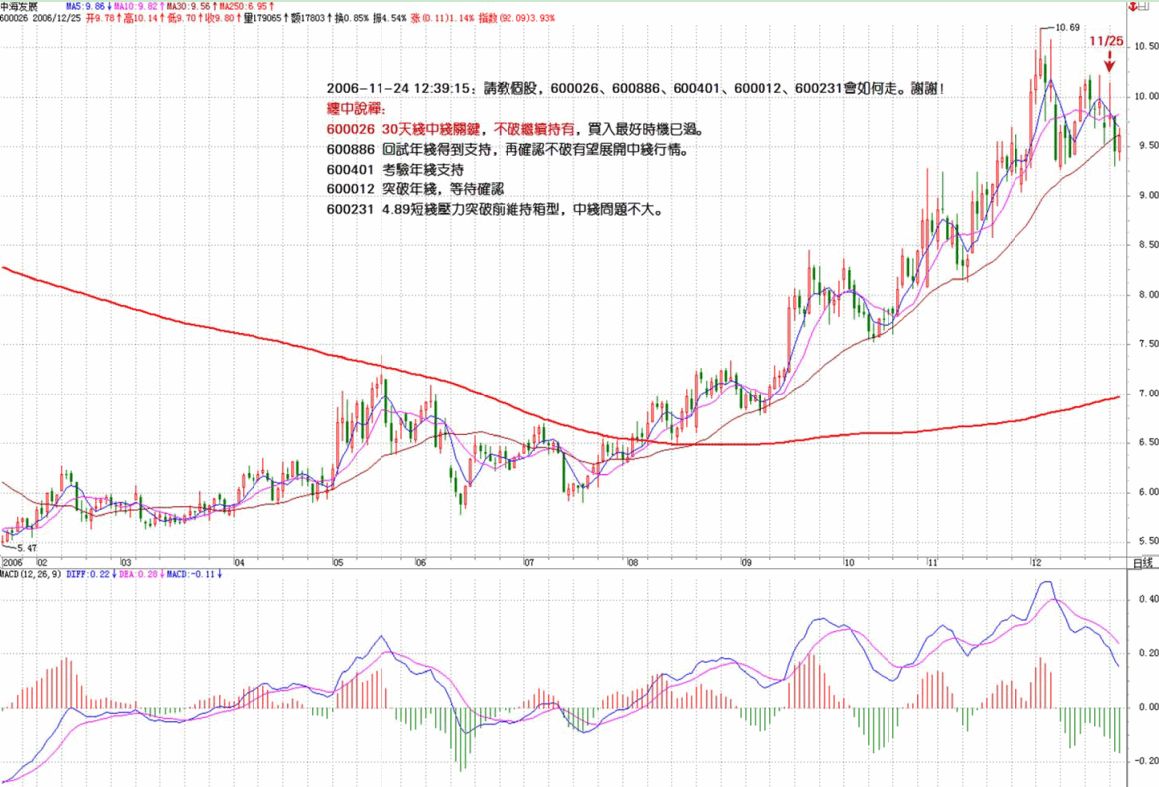 中海发展 MA5:9.86↓MA10:9.82↑MA30:9.56↑MA250:6.95↑
600026 2006/12/25 开9.78↑高10.14↑低9.70↑收9.80↑量179065↑额17803↑换0.85% 振4.54% 涨(0.11)1.14% 指数(92.09)3.93%
10.69
11/25
10.50
2006-11-24 12:39:15：請教個股，600026、600886、600401、600012、600231會如何走。謝謝！
纏中說禪：
600026 30天綫中綫關鍵，不破繼續持有，買入最好時機已過。
600886 回試年綫得到支持，再確認不破有望展開中綫行情。
600401 考驗年綫支持
600012 突破年綫，等待確認
600231 4.89短綫壓力突破前維持箱型，中綫問題不大。
10.00
9.50
9.00
8.50
8.00
7.50
7.00
6.50
6.00
5.50
5.47
2006 02 03 04 05 06 07 08 09 10 11 12 日线
MACD(12,26,9) DIFF:0.22↓DEA:0.28↓MACD:-0.11↓
0.40
0.20
0.00
-0.20